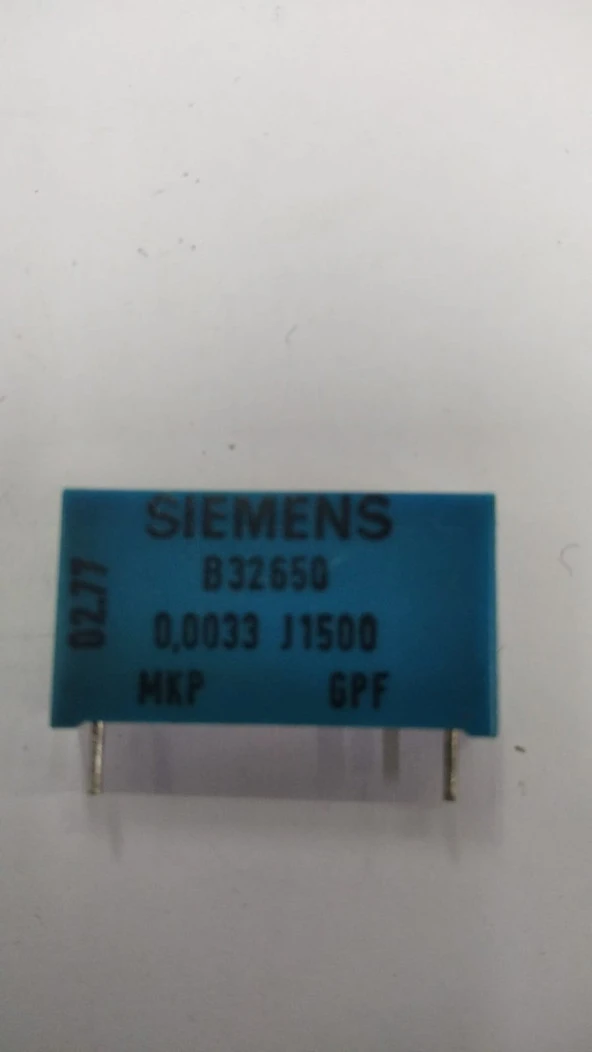 SIEMENS
B32650
0,0033 J1500
MKP GPF
02.77